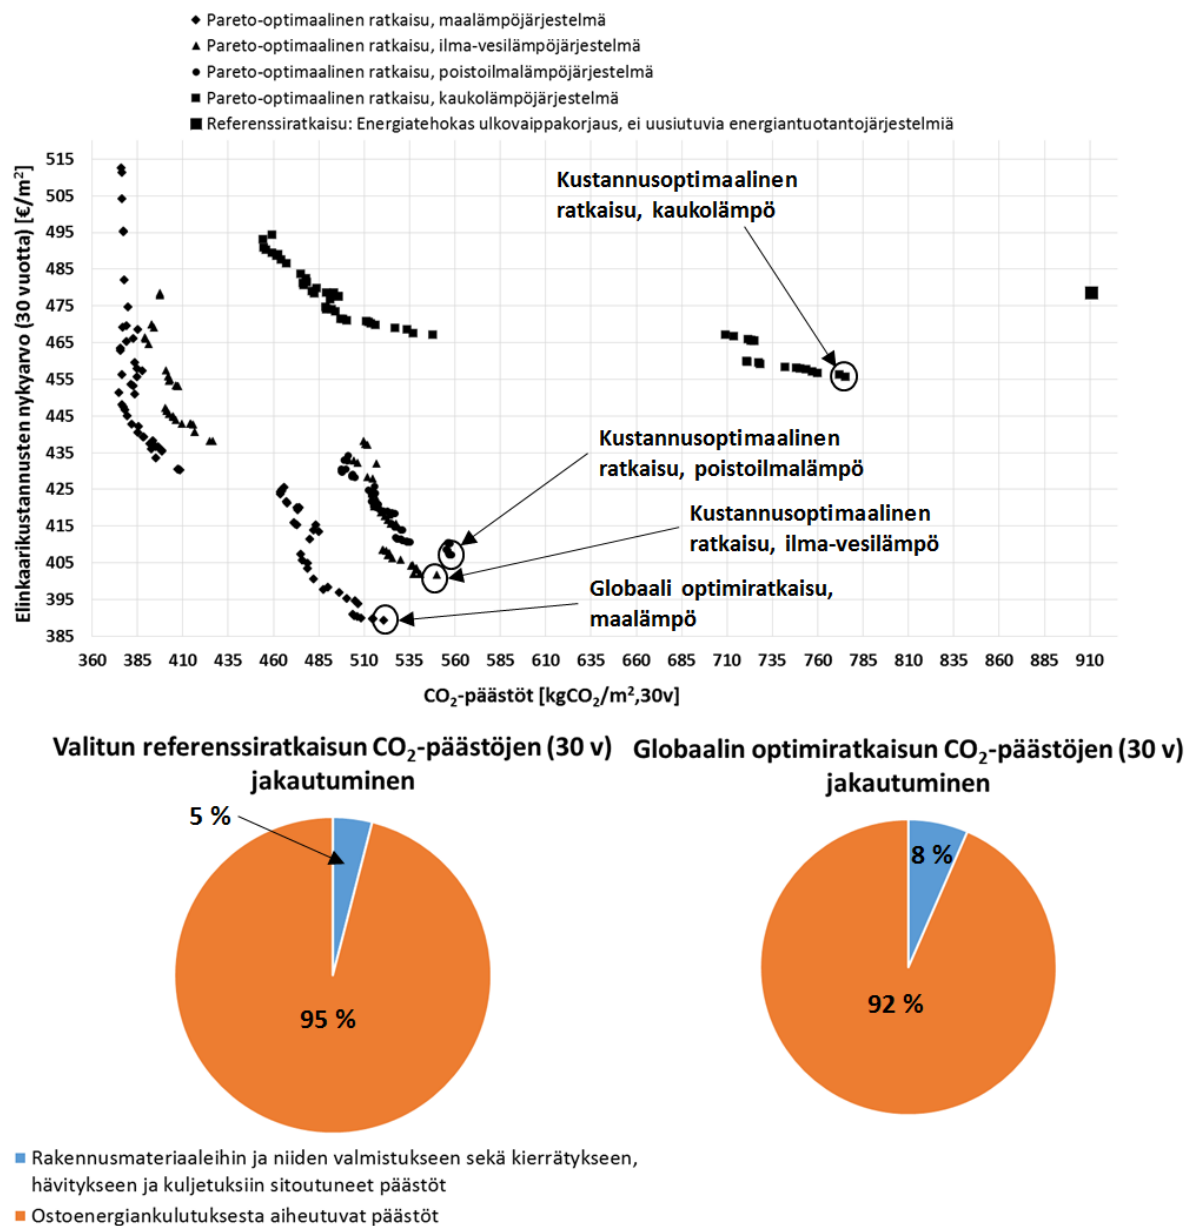 Pareto-optimaalinen ratkaisu, maalämpöjärjestelmä
Pareto-optimaalinen ratkaisu, ilma-vesilämpöjärjestelmä
Pareto-optimaalinen ratkaisu, poistoilmalämpöjärjestelmä
Pareto-optimaalinen ratkaisu, kaukolämpöjärjestelmä
Referenssiratkaisu: Energiatehokas ulkovaippakorjaus, ei uusiutuvia energiantuotantojärjestelmiä
Elinkaarikustannusten nykyarvo (30 vuotta) [€/m²]
515
505
495
485
475
465
455
445
435
425
415
405
395
385
Kustannusoptimaalinen
ratkaisu, kaukolämpö
Kustannusoptimaalinen
ratkaisu, poistoilmalämpö
Kustannusoptimaalinen
ratkaisu, ilma-vesilämpö
Globaali optimiratkaisu,
maalämpö
360 385 410 435 460 485 510 535 560 585 610 635 660 685 710 735 760 785 810 835 860 885 910
CO₂-päästöt [kgCO₂/m²,30v]
Valitun referenssiratkaisun CO₂-päästöjen (30 v)
jakautuminen
5 %
95 %
Globaalin optimiratkaisun CO₂-päästöjen (30 v)
jakautuminen
8 %
92 %
Rakennusmateriaaleihin ja niiden valmistukseen sekä kierrätykseen,
hävitykseen ja kuljetuksiin sitoutuneet päästöt
Ostoenergiankulutuksesta aiheutuvat päästöt